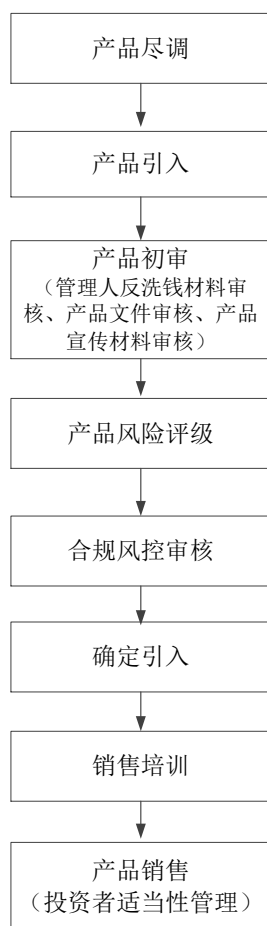 产品尽调
产品引入
产品初审
（管理人反洗钱材料审
核、产品文件审核、产品
宣传材料审核）
产品风险评级
合规风控审核
确定引入
销售培训
产品销售
（投资者适当性管理）